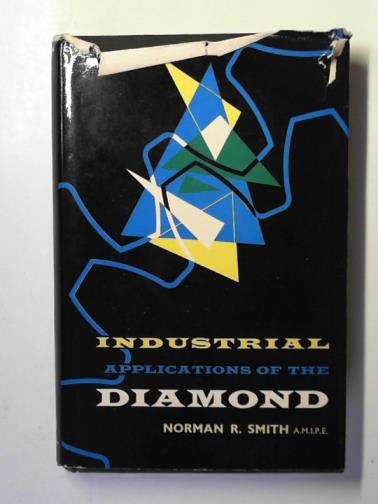 INDUSTRIAL
APPLICATIONS OF THE
DIAMOND
NORMAN R. SMITH A.M.I.P.E.